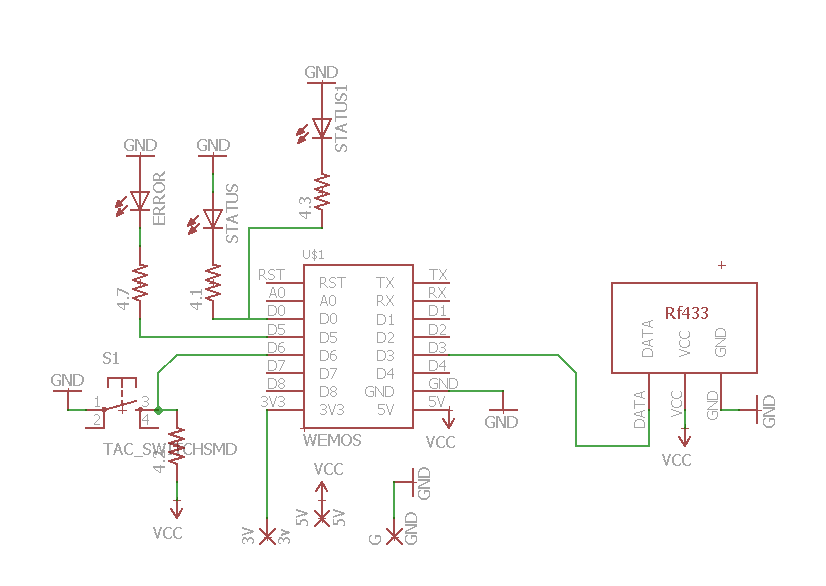 GND
STATUS1
4.3
GND
GND
ERROR
STATUS
4.7
4.1
U$1
RST RST TX TX
A0 A0 RX RX
D0 D0 D1 D1
D5 D5 D2 D2
D6 D6 D3 D3
D7 D7 D4 D4
D8 D8 GND GND
3V3 3V3 5V 5V
WEMOS
Rf433
DATA VCC GND
DATA VCC GND
GND
VCC
S1
GND
1 3
2 4
TAC_SWITCHSMD
VCC
GND
VCC
VCC
GND
3V 3v
5V 5V
G GND